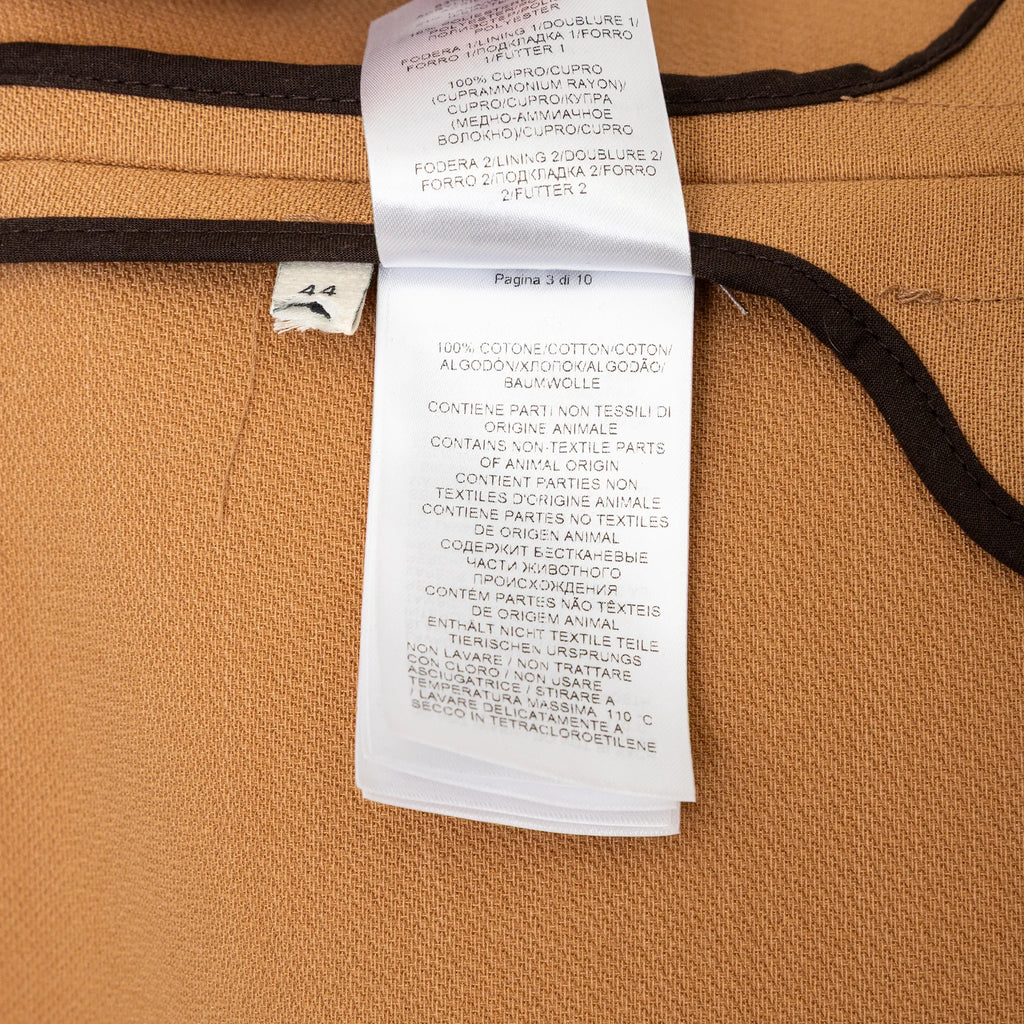 POLYESTER
FODERA 1/LINING 1/DOUBLURE 1/
FORRO 1/ПОДКЛАДКА 1/FORRO
1/FUTTER 1
100% CUPRO/CUPRO
(CUPRAMMONIUM RAYON)/
CUPRO/CUPRO/КУПРА
(МЕДНО-АММИАЧНОЕ
ВОЛОКНО)/CUPRO/CUPRO
FODERA 2/LINING 2/DOUBLURE 2/
FORRO 2/ПОДКЛАДКА 2/FORRO
2/FUTTER 2
Pagina 3 di 10
44
100% COTONE/COTTON/COTON/
ALGODÓN/ХЛОПОК/ALGODÃO/
BAUMWOLLE
CONTIENE PARTI NON TESSILI DI
ORIGINE ANIMALE
CONTAINS NON-TEXTILE PARTS
OF ANIMAL ORIGIN
CONTIENT PARTIES NON
TEXTILES D'ORIGINE ANIMALE
CONTIENE PARTES NO TEXTILES
DE ORIGEN ANIMAL
СОДЕРЖИТ БЕСТКАНЕВЫЕ
ЧАСТИ ЖИВОТНОГО
ПРОИСХОЖДЕНИЯ
CONTÉM PARTES NÃO TÊXTEIS
DE ORIGEM ANIMAL
ENTHÄLT NICHT TEXTILE TEILE
TIERISCHEN URSPRUNGS
NON LAVARE / NON TRATTARE
CON CLORO / NON USARE
ASCIUGATRICE / STIRARE A
TEMPERATURA MASSIMA 110 C
/ LAVARE DELICATAMENTE A
SECCO IN TETRACLOROETILENE